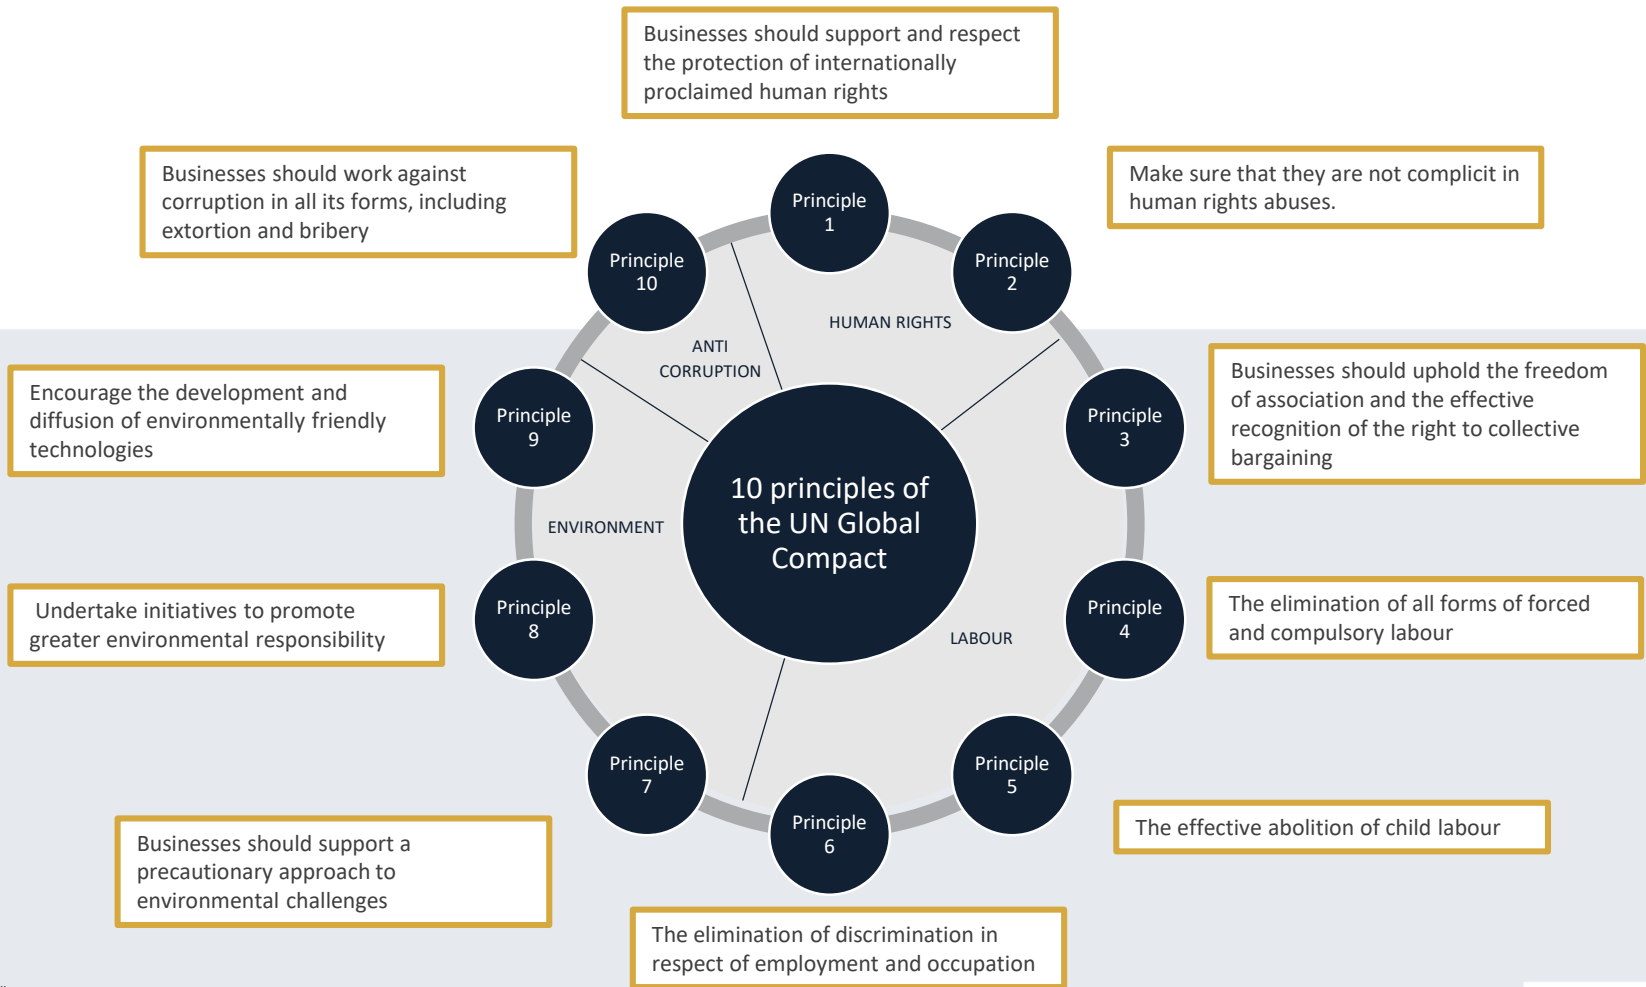 Businesses should support and respect
the protection of internationally
proclaimed human rights
Businesses should work against
corruption in all its forms, including
extortion and bribery
Make sure that they are not complicit in
human rights abuses.
Principle
1
Principle
10
Principle
2
HUMAN RIGHTS
ANTI
CORRUPTION
Encourage the development and
diffusion of environmentally friendly
technologies
Principle
9
Principle
3
Businesses should uphold the freedom
of association and the effective
recognition of the right to collective
bargaining
10 principles of
the UN Global
Compact
ENVIRONMENT
Undertake initiatives to promote
greater environmental responsibility
Principle
8
LABOUR
Principle
4
The elimination of all forms of forced
and compulsory labour
Principle
7
Principle
5
Businesses should support a
precautionary approach to
environmental challenges
Principle
6
The effective abolition of child labour
The elimination of discrimination in
respect of employment and occupation